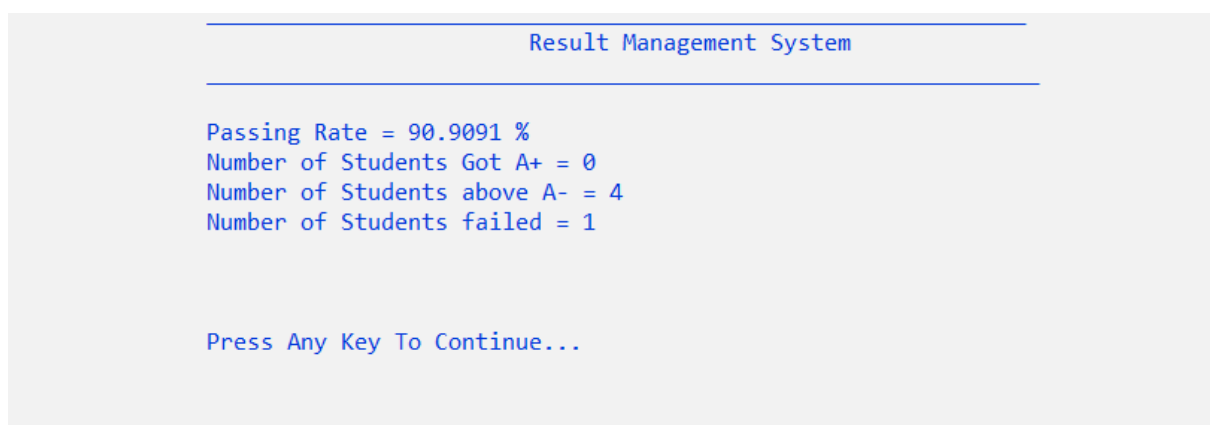 Result Management System
Passing Rate = 90.9091 %
Number of Students Got A+ = 0
Number of Students above A- = 4
Number of Students failed = 1
Press Any Key To Continue...